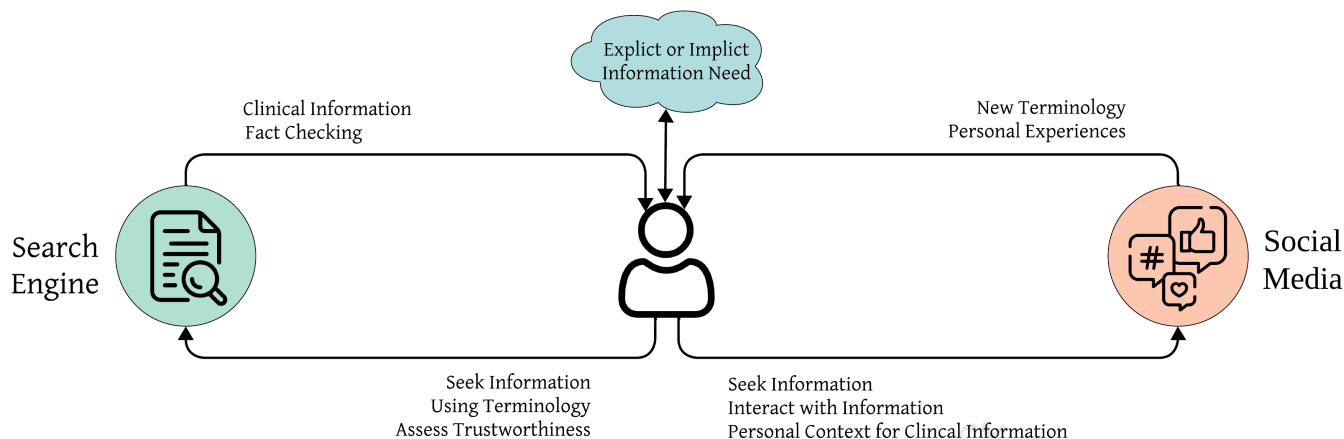 Explict or Implict
Information Need
Clinical Information
Fact Checking
New Terminology
Personal Experiences
Search
Engine
#
Social
Media
Seek Information
Using Terminology
Assess Trustworthiness
Seek Information
Interact with Information
Personal Context for Clincal Information